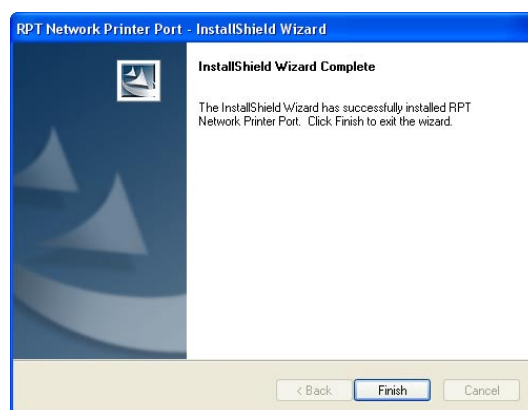 RPT Network Printer Port - InstallShield Wizard
InstallShield Wizard Complete
The InstallShield Wizard has successfully installed RPT
Network Printer Port. Click Finish to exit the wizard.
< Back Finish Cancel